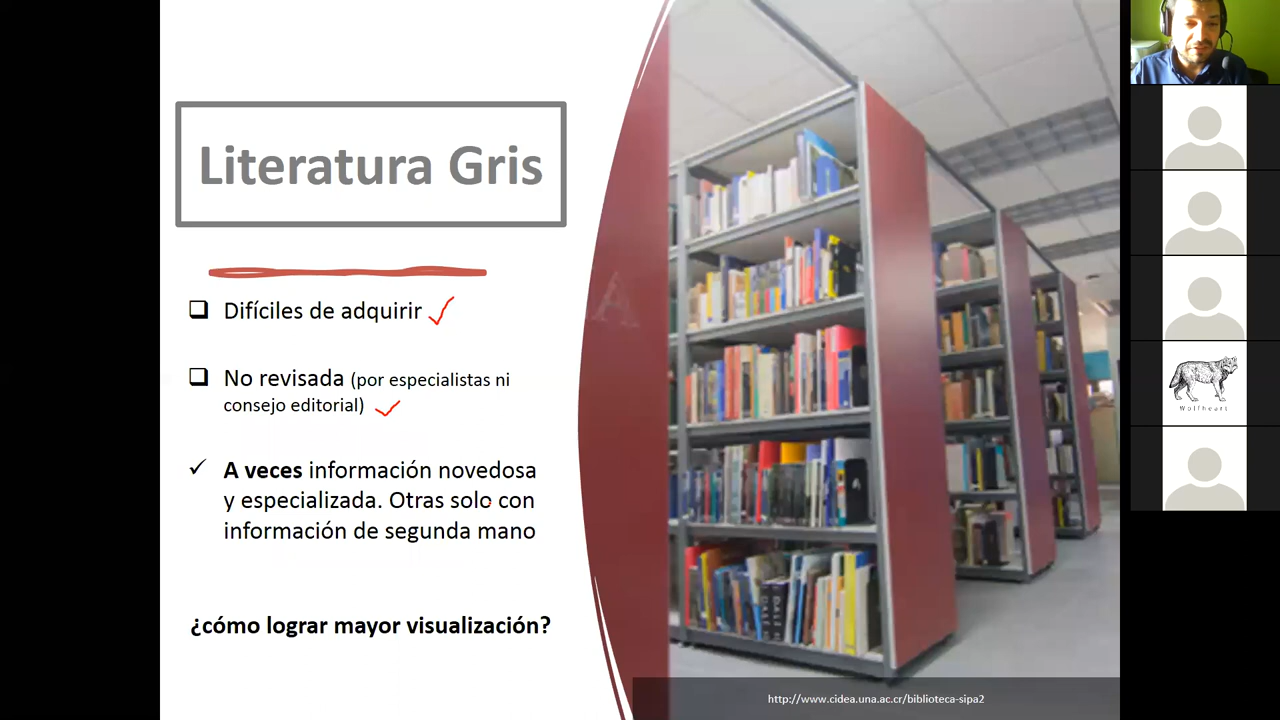 Literatura Gris
Difíciles de adquirir
No revisada (por especialistas ni
consejo editorial)
A veces información novedosa
y especializada. Otras solo con
información de segunda mano
¿cómo lograr mayor visualización?
A
http://www.cidea.una.ac.cr/biblioteca-sipa2
Wolfheart